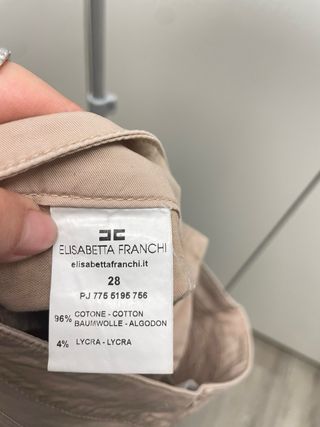 ELISABETTA FRANCHI
elisabettafranchi.it
28
PJ 775 5195 756
96% COTONE - COTTON
BAUMWOLLE - ALGODON
4% LYCRA - LYCRA